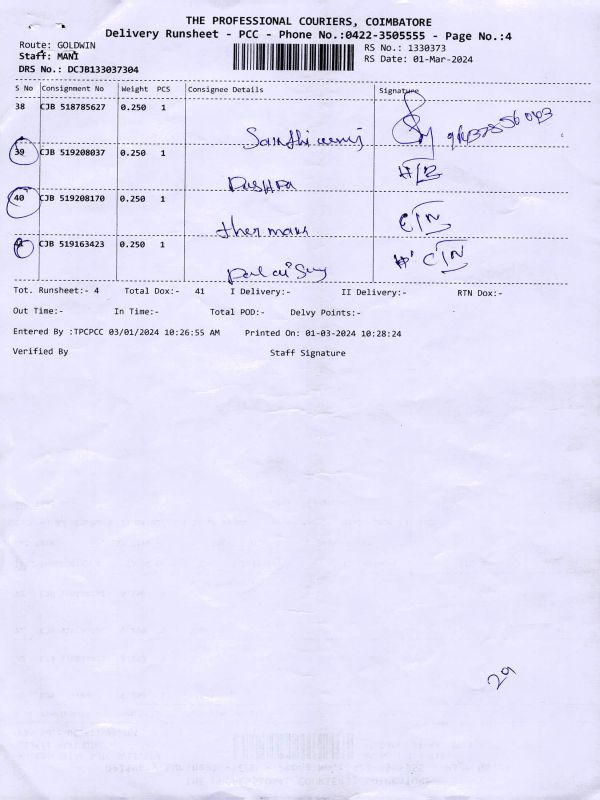 THE PROFESSIONAL COURIERS, COIMBATORE
Delivery Runsheet - PCC - Phone No.:0422-3505555 - Page No.:4
Route: GOLDWIN
RS No.: 1330373
Staff: MANI
RS Date: 01-Mar-2024
DRS No.: DCJB133037304
S No Consignment No Weight PCS Consignee Details Signature
38 CJB 518785627 0.250 1
39 CJB 519208037 0.250 1
40 CJB 519208170 0.250 1
CJB 519163423 0.250 1
Tot. Runsheet:- 4 Total Dox:- 41 I Delivery:- II Delivery:- RTN Dox:-
Out Time:- In Time:- Total POD:- Delvy Points:-
Entered By :TPCPCC 03/01/2024 10:26:55 AM Printed On: 01-03-2024 10:28:24
Verified By Staff Signature
29